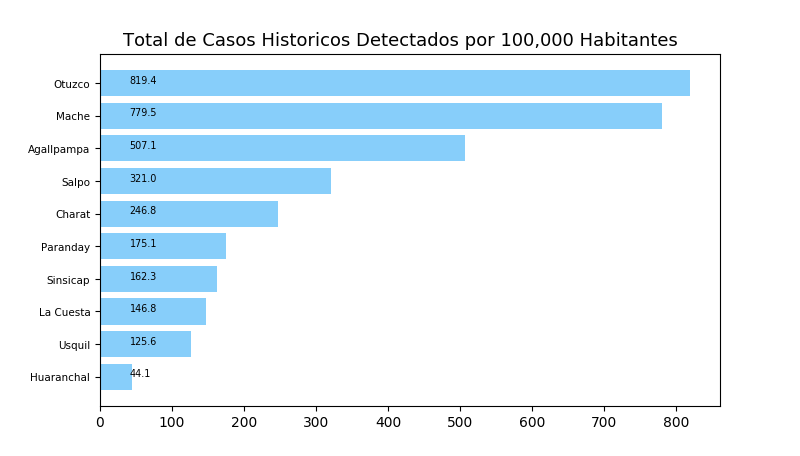 Total de Casos Historicos Detectados por 100,000 Habitantes
Otuzco 819.4
Mache 779.5
Agallpampa 507.1
Salpo 321.0
Charat 246.8
Paranday 175.1
Sinsicap 162.3
La Cuesta 146.8
Usquil 125.6
Huaranchal 44.1
0 100 200 300 400 500 600 700 800